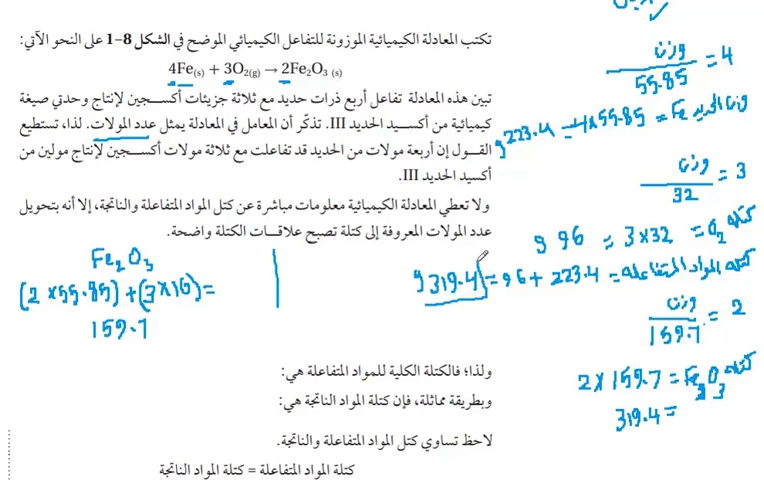 تكتب المعادلة الكيميائية الموزونة للتفاعل الكيميائي الموضح في الشكل 8–1 على النحو الآتي:
4Fe(s) + 3O2(g) → 2Fe2O3 (s)
تبين هذه المعادلة تفاعل أربع ذرات حديد مع ثلاثة جزيئات أكسجين لإنتاج وحدتي صيغة
كيميائية من أكسيد الحديد III. تذكّر أن المعامل في المعادلة يمثل عدد المولات. لذا، تستطيع
القول إن أربعة مولات من الحديد قد تفاعلت مع ثلاثة مولات أكسجين لإنتاج مولين من
أكسيد الحديد III.
ولا تعطي المعادلة الكيميائية معلومات مباشرة عن كتل المواد المتفاعلة والناتجة، إلا أنه بتحويل
عدد المولات المعروفة إلى كتلة تصبح علاقات الكتلة واضحة.
وزن / 55.85 = 4
وزن الحديد Fe = 4×55.85 = 223.4 g
وزن / 32 = 3
كتلة O2 = 3×32 = 96 g
كتلة المواد المتفاعلة = 223.4 + 96 = 319.4 g
وزن / 159.7 = 2
كتلة Fe2O3 = 2 × 159.7
= 319.4
Fe2O3
(2 × 55.85) + (3 × 16) =
159.7
ولذا؛ فالكتلة الكلية للمواد المتفاعلة هي:
وبطريقة مماثلة، فإن كتلة المواد الناتجة هي:
لاحظ تساوي كتل المواد المتفاعلة والناتجة.
كتلة المواد المتفاعلة = كتلة المواد الناتجة